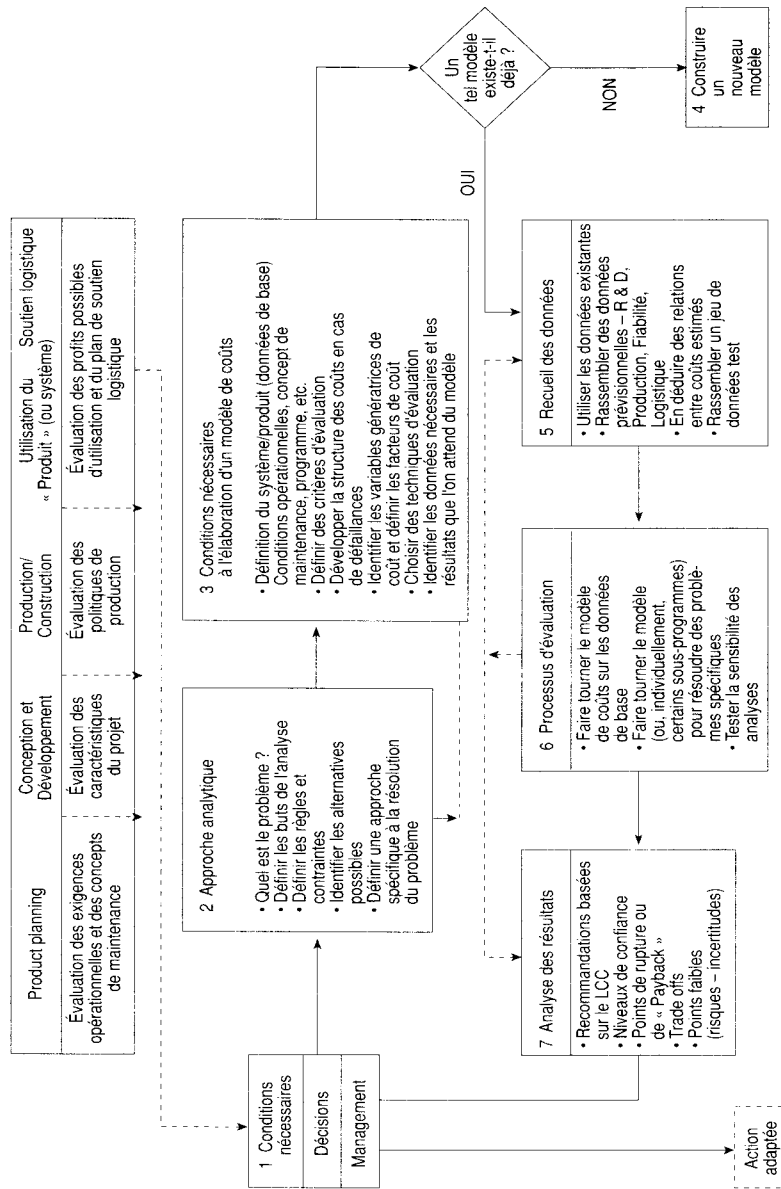 Product planning
Conception et
Développement
Production/
Construction
Utilisation du
« Produit » (ou système)
Soutien logistique
Évaluation des exigences
opérationnelles et des concepts
de maintenance
Évaluation des
caractéristiques
du projet
Évaluation des
politiques de
production
Évaluation des profits possibles
d'utilisation et du plan de soutien
logistique
1 Conditions
nécessaires
Décisions
Management
2 Approche analytique
• Quel est le problème ?
• Définir les buts de l'analyse
• Définir les règles et
contraintes
• Identifier les alternatives
possibles
• Définir une approche
spécifique à la résolution
du problème
3 Conditions nécessaires
à l'élaboration d'un modèle de coûts
• Définition du système/produit (données de base)
Conditions opérationnelles, concept de
maintenance, programme, etc.
• Définir des critères d'évaluation
• Développer la structure des coûts en cas
de défaillances
• Identifier les variables génératrices de
coût et définir les facteurs de coût
• Choisir des techniques d'évaluation
• Identifier les données nécessaires et les
résultats que l'on attend du modèle
Un
tel modèle
existe-t-il
déjà ?
OUI
NON
4 Construire
un
nouveau
modèle
5 Recueil des données
• Utiliser les données existantes
• Rassembler des données
prévisionnelles – R & D,
Production, Fiabilité,
Logistique
• En déduire des relations
entre coûts estimés
• Rassembler un jeu de
données test
6 Processus d'évaluation
• Faire tourner le modèle
de coûts sur les données
de base
• Faire tourner le modèle
(ou, individuellement,
certains sous-programmes)
pour résoudre des problè-
mes spécifiques
• Tester la sensibilité des
analyses
7 Analyse des résultats
• Recommandations basées
sur le LCC
• Niveaux de confiance
• Points de rupture ou
de « Payback »
• Trade offs
• Points faibles
(risques – incertitudes)
Action
adaptée